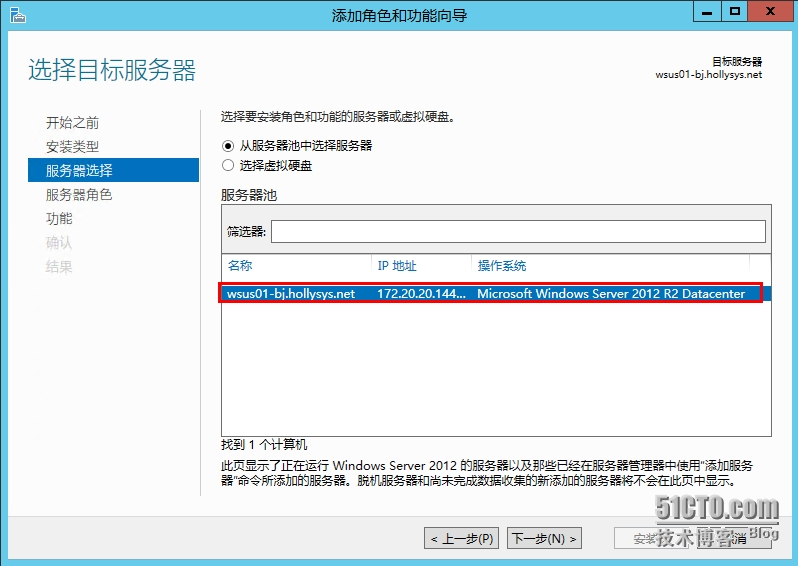 添加角色和功能向导
选择目标服务器
目标服务器
wsus01-bj.hollysys.net
开始之前
安装类型
服务器选择
服务器角色
功能
确认
结果
选择要安装角色和功能的服务器或虚拟硬盘。
从服务器池中选择服务器
选择虚拟硬盘
服务器池
筛选器:
名称 IP 地址 操作系统
wsus01-bj.hollysys.net 172.20.20.144... Microsoft Windows Server 2012 R2 Datacenter
找到 1 个计算机
此页显示了正在运行 Windows Server 2012 的服务器以及那些已经在服务器管理器中使用"添加服务
器"命令所添加的服务器。脱机服务器和尚未完成数据收集的新添加的服务器将不会在此页中显示。
< 上一步(P) 下一步(N) > 安装 取消
51CTO.com
技术博客 Blog